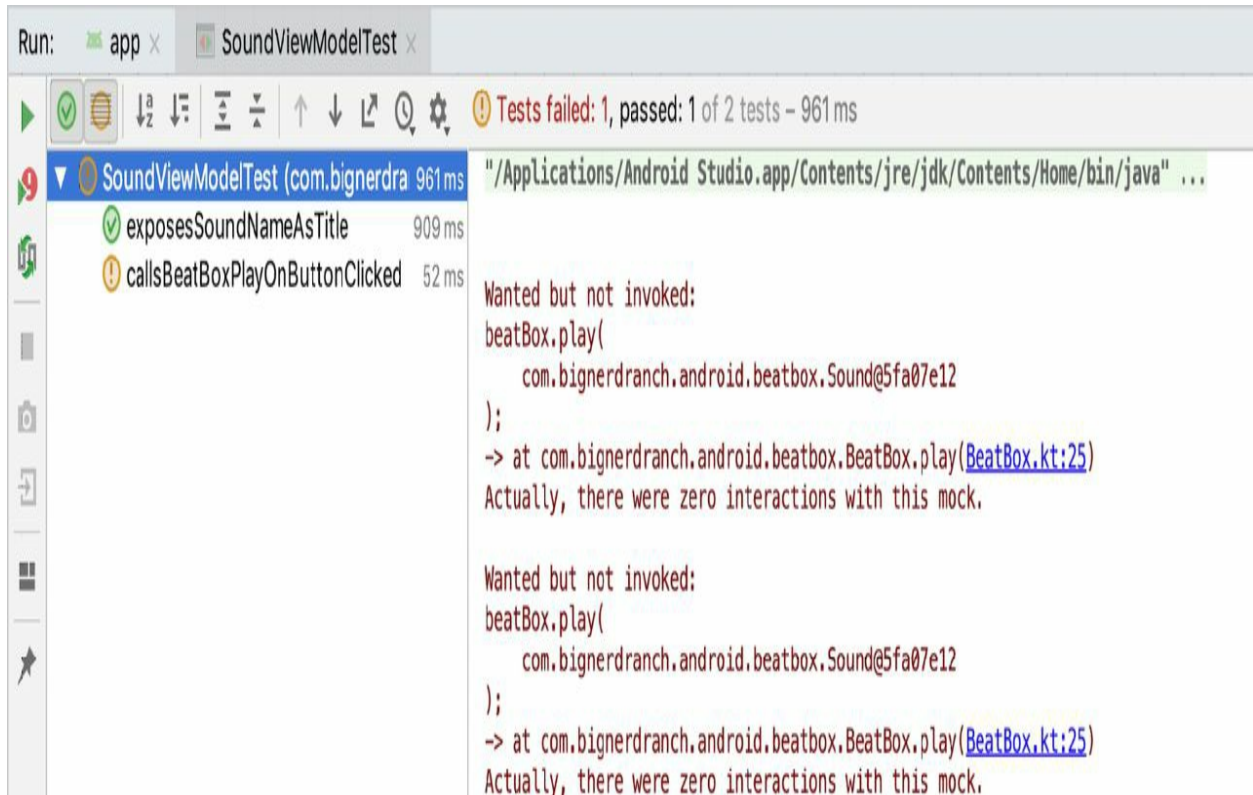 Run: app × SoundViewModelTest ×
Tests failed: 1, passed: 1 of 2 tests – 961 ms
SoundViewModelTest (com.bignerdra 961 ms
exposesSoundNameAsTitle 909 ms
callsBeatBoxPlayOnButtonClicked 52 ms
"/Applications/Android Studio.app/Contents/jre/jdk/Contents/Home/bin/java" ...
Wanted but not invoked:
beatBox.play(
com.bignerdranch.android.beatbox.Sound@5fa07e12
);
-> at com.bignerdranch.android.beatbox.BeatBox.play(BeatBox.kt:25)
Actually, there were zero interactions with this mock.
Wanted but not invoked:
beatBox.play(
com.bignerdranch.android.beatbox.Sound@5fa07e12
);
-> at com.bignerdranch.android.beatbox.BeatBox.play(BeatBox.kt:25)
Actually, there were zero interactions with this mock.